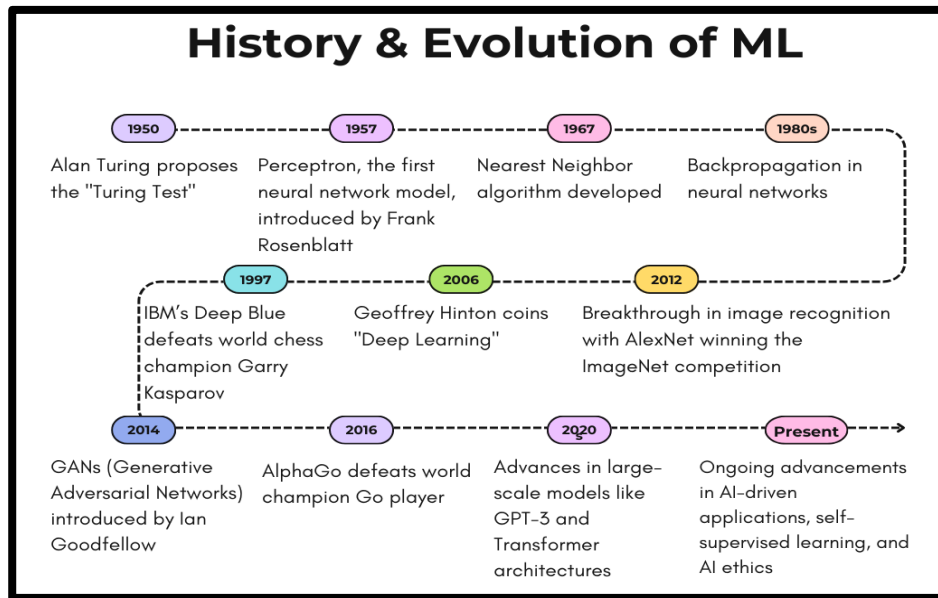 History & Evolution of ML
1950
1957
1967
1980s
Alan Turing proposes
the "Turing Test"
Perceptron, the first
neural network model,
introduced by Frank
Rosenblatt
Nearest Neighbor
algorithm developed
Backpropagation in
neural networks
1997
2006
2012
IBM’s Deep Blue
defeats world chess
champion Garry
Kasparov
Geoffrey Hinton coins
"Deep Learning"
Breakthrough in image recognition
with AlexNet winning the
ImageNet competition
2014
2016
2020
s
Present
GANs (Generative
Adversarial Networks)
introduced by Ian
Goodfellow
AlphaGo defeats world
champion Go player
Advances in large-
scale models like
GPT-3 and
Transformer
architectures
Ongoing advancements
in AI-driven
applications, self-
supervised learning, and
AI ethics